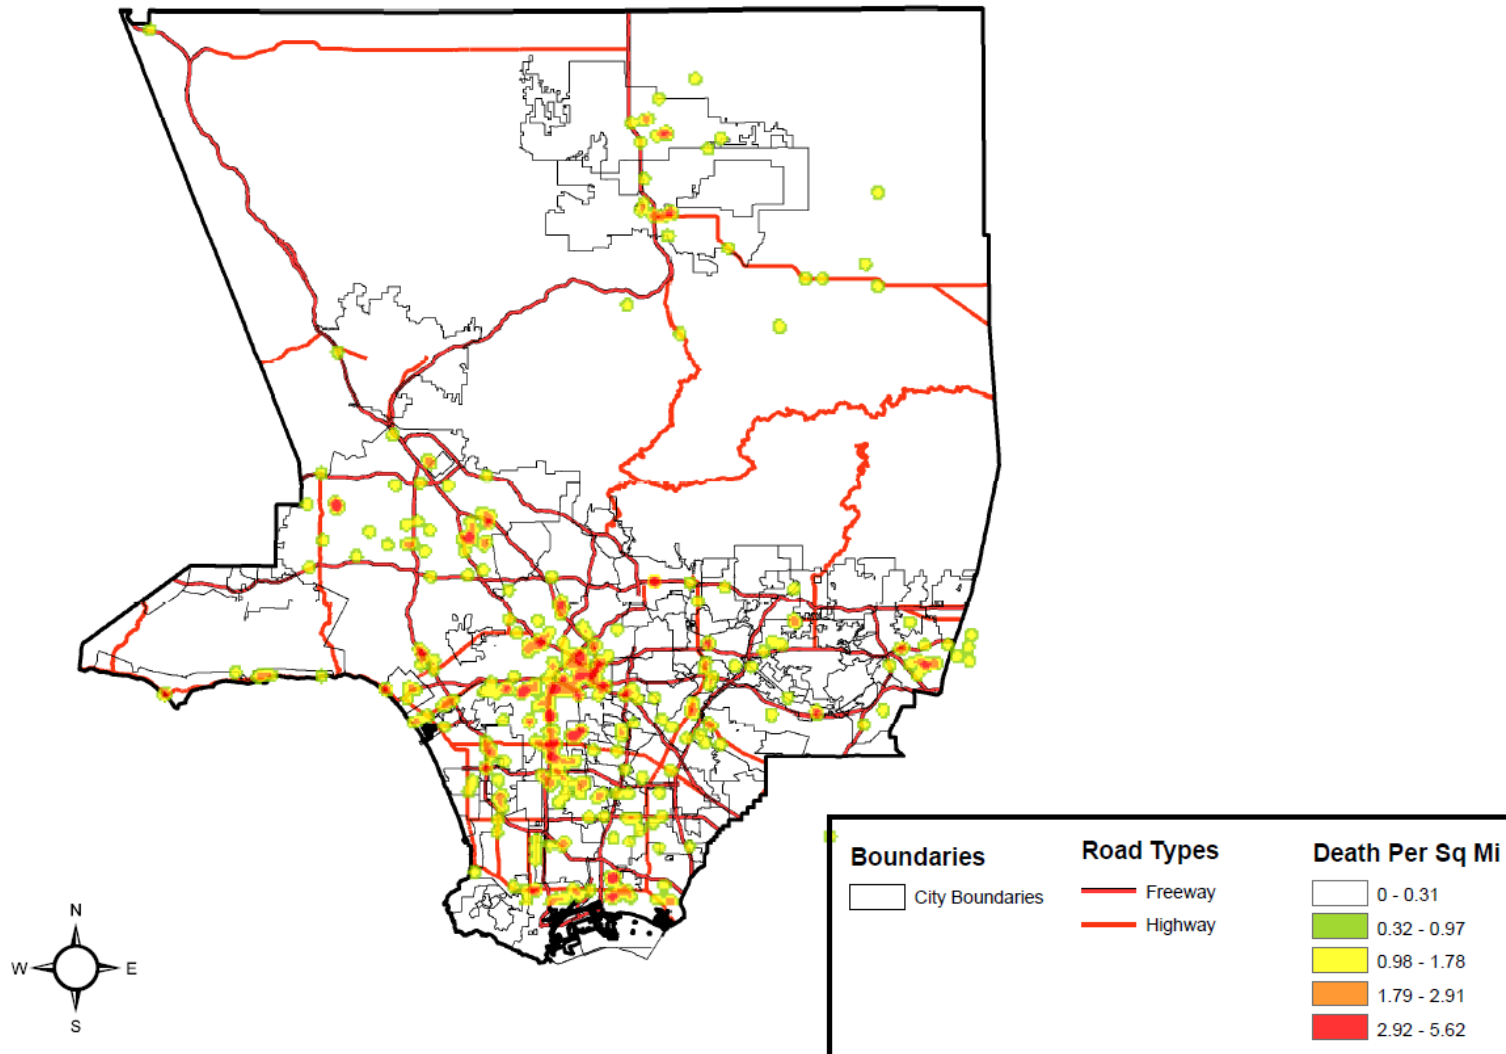 Boundaries
City Boundaries
Road Types
Freeway
Highway
Death Per Sq Mi
0 - 0.31
0.32 - 0.97
0.98 - 1.78
1.79 - 2.91
2.92 - 5.62
N
W E
S